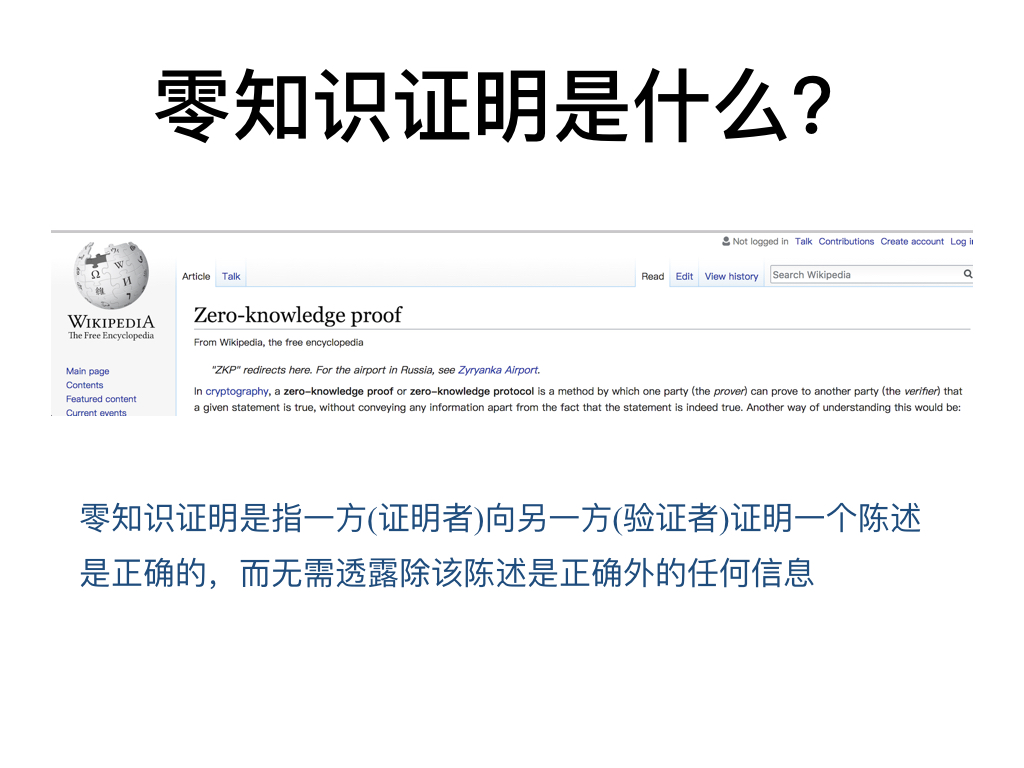 零知识证明是什么？
Not logged in Talk Contributions Create account Log in
Article Talk Read Edit View history Search Wikipedia
WIKIPEDIA
The Free Encyclopedia
Zero-knowledge proof
From Wikipedia, the free encyclopedia
"ZKP" redirects here. For the airport in Russia, see Zyryanka Airport.
Main page
Contents
Featured content
Current events
In cryptography, a zero–knowledge proof or zero–knowledge protocol is a method by which one party (the prover) can prove to another party (the verifier) that
a given statement is true, without conveying any information apart from the fact that the statement is indeed true. Another way of understanding this would be:
零知识证明是指一方(证明者)向另一方(验证者)证明一个陈述
是正确的，而无需透露除该陈述是正确外的任何信息